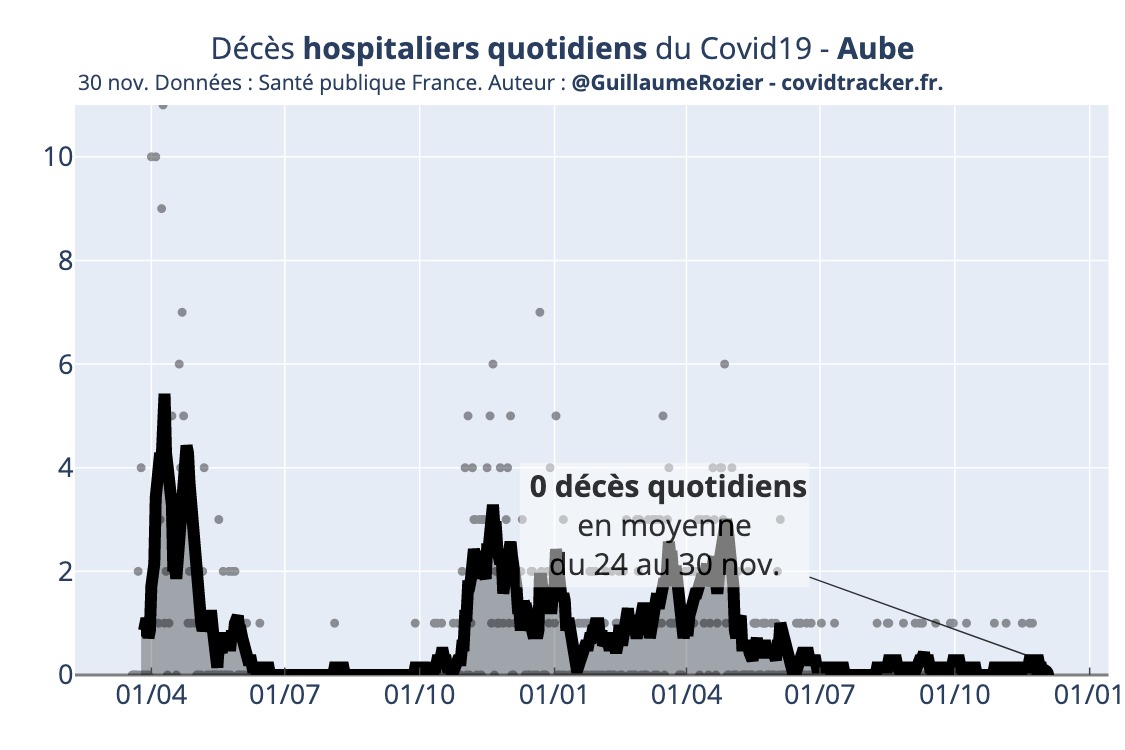 Décès hospitaliers quotidiens du Covid19 - Aube
30 nov. Données : Santé publique France. Auteur : @GuillaumeRozier - covidtracker.fr.
10
8
6
4
2
0
0 décès quotidiens
en moyenne
du 24 au 30 nov.
01/04 01/07 01/10 01/01 01/04 01/07 01/10 01/01